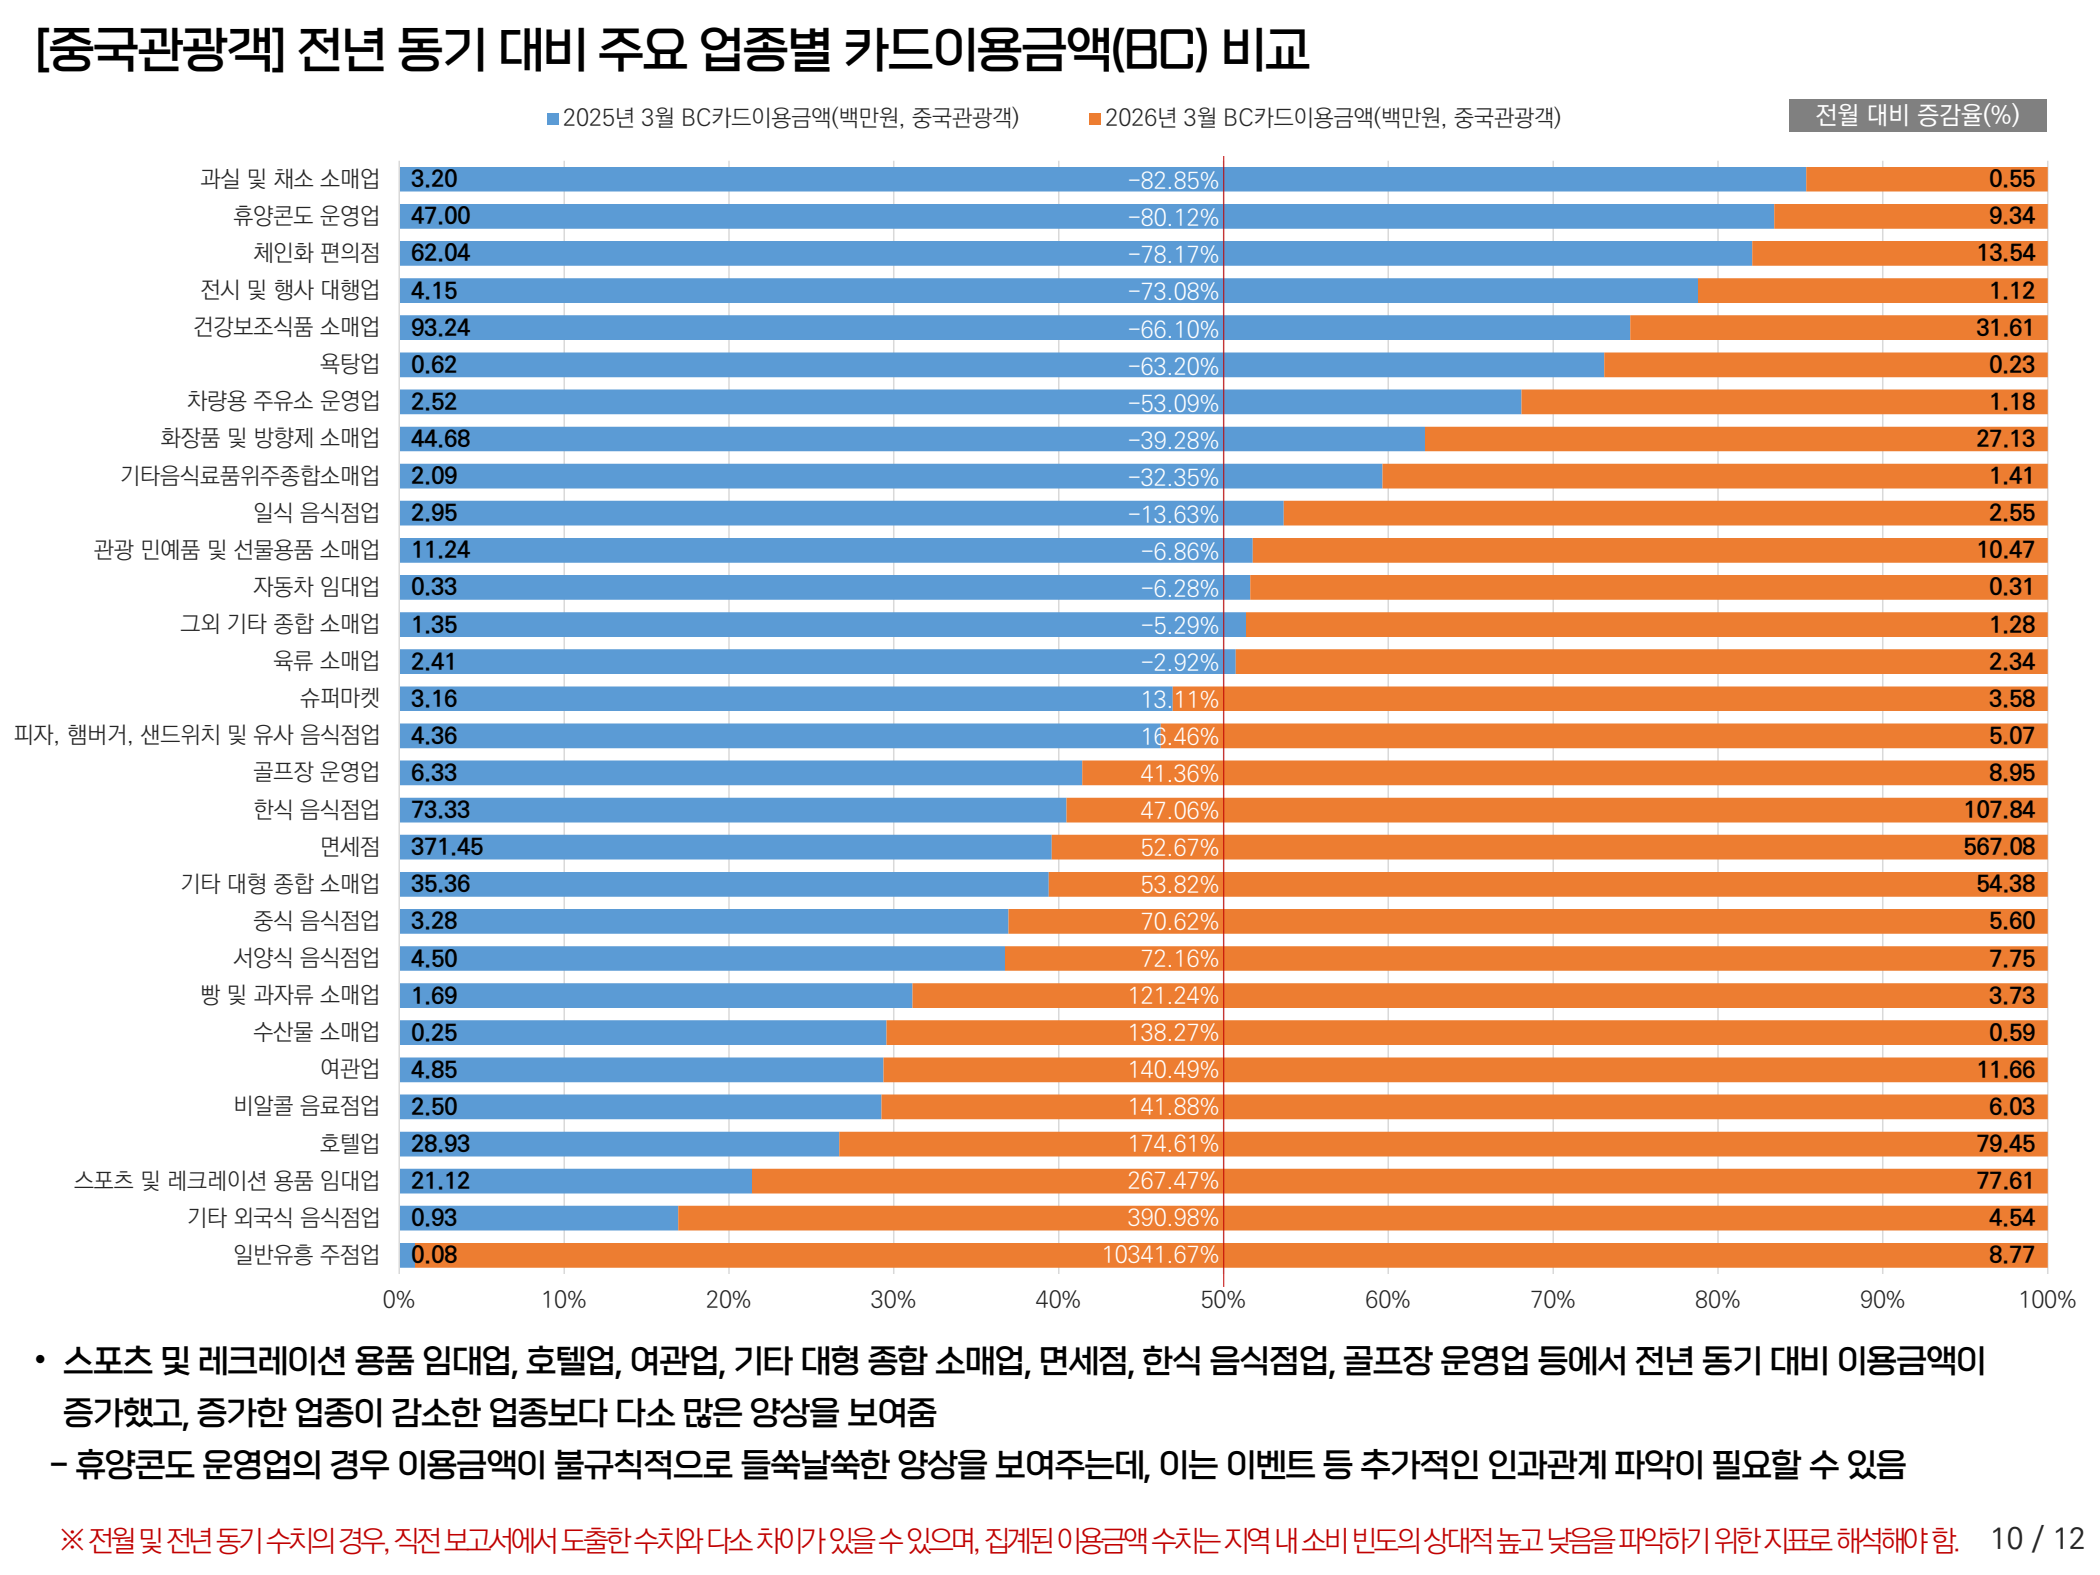 [중국관광객] 전년 동기 대비 주요 업종별 카드이용금액(BC) 비교
2025년 3월 BC카드이용금액(백만원, 중국관광객) 2026년 3월 BC카드이용금액(백만원, 중국관광객) 전월 대비 증감율(%)
과실 및 채소 소매업 3.20 -82.85% 0.55
휴양콘도 운영업 47.00 -80.12% 9.34
체인화 편의점 62.04 -78.17% 13.54
전시 및 행사 대행업 4.15 -73.08% 1.12
건강보조식품 소매업 93.24 -66.10% 31.61
욕탕업 0.62 -63.20% 0.23
차량용 주유소 운영업 2.52 -53.09% 1.18
화장품 및 방향제 소매업 44.68 -39.28% 27.13
기타음식료품위주종합소매업 2.09 -32.35% 1.41
일식 음식점업 2.95 -13.63% 2.55
관광 민예품 및 선물용품 소매업 11.24 -6.86% 10.47
자동차 임대업 0.33 -6.28% 0.31
그외 기타 종합 소매업 1.35 -5.29% 1.28
육류 소매업 2.41 -2.92% 2.34
슈퍼마켓 3.16 13.11% 3.58
피자, 햄버거, 샌드위치 및 유사 음식점업 4.36 16.46% 5.07
골프장 운영업 6.33 41.36% 8.95
한식 음식점업 73.33 47.06% 107.84
면세점 371.45 52.67% 567.08
기타 대형 종합 소매업 35.36 53.82% 54.38
중식 음식점업 3.28 70.62% 5.60
서양식 음식점업 4.50 72.16% 7.75
빵 및 과자류 소매업 1.69 121.24% 3.73
수산물 소매업 0.25 138.27% 0.59
여관업 4.85 140.49% 11.66
비알콜 음료점업 2.50 141.88% 6.03
호텔업 28.93 174.61% 79.45
스포츠 및 레크레이션 용품 임대업 21.12 267.47% 77.61
기타 외국식 음식점업 0.93 390.98% 4.54
일반유흥 주점업 0.08 10341.67% 8.77
0% 10% 20% 30% 40% 50% 60% 70% 80% 90% 100%
• 스포츠 및 레크레이션 용품 임대업, 호텔업, 여관업, 기타 대형 종합 소매업, 면세점, 한식 음식점업, 골프장 운영업 등에서 전년 동기 대비 이용금액이
증가했고, 증가한 업종이 감소한 업종보다 다소 많은 양상을 보여줌
- 휴양콘도 운영업의 경우 이용금액이 불규칙적으로 들쑥날쑥한 양상을 보여주는데, 이는 이벤트 등 추가적인 인과관계 파악이 필요할 수 있음
※ 전월 및 전년 동기 수치의 경우, 직전 보고서에서 도출한 수치와 다소 차이가 있을 수 있으며, 집계된 이용금액 수치는 지역 내 소비 빈도의 상대적 높고 낮음을 파악하기 위한 지표로 해석해야 함. 10 / 12